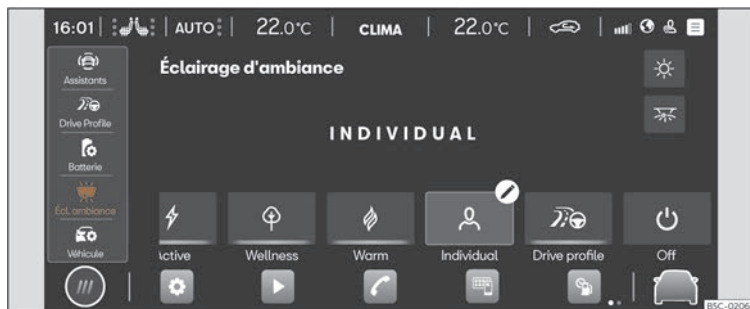 16:01 AUTO 22.0°C CLIMA 22.0°C
Assistants
Éclairage d'ambiance
Drive Profile
INDIVIDUAL
Batterie
Écl. ambiance
Véhicule
Active Wellness Warm Individual Drive profile Off
BSC-0206